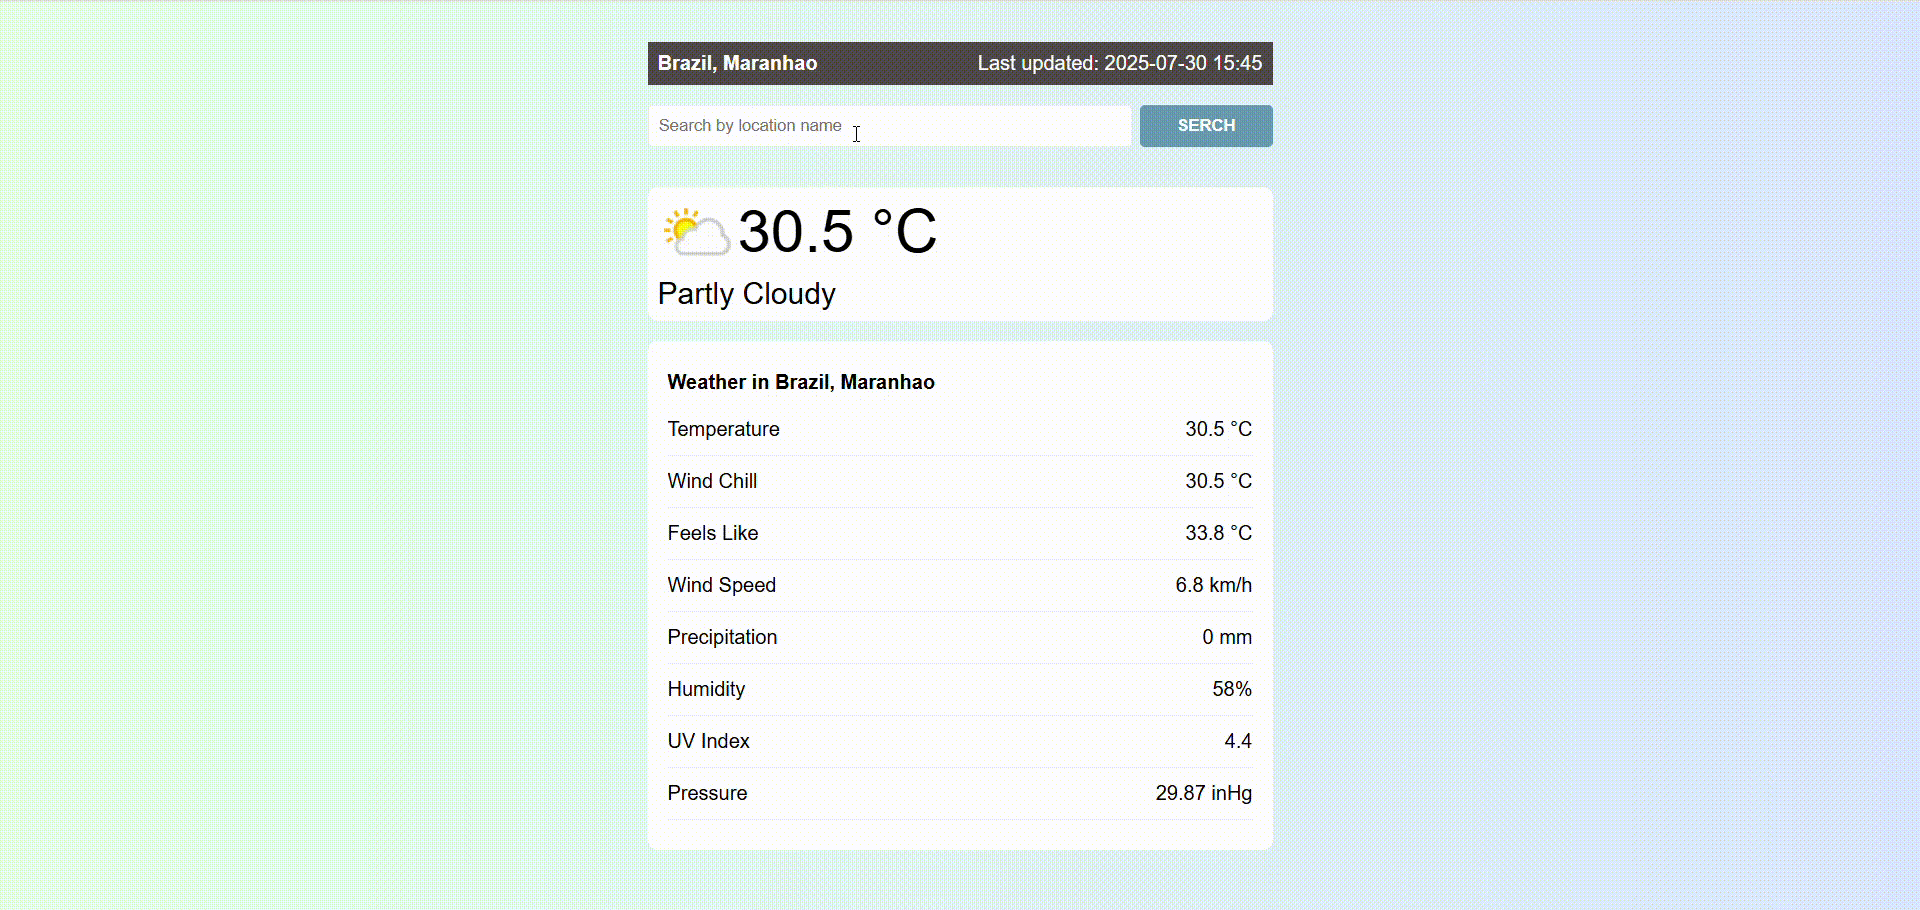 Brazil, Maranhao Last updated: 2025-07-30 15:45
Search by location name SERCH
30.5 °C
Partly Cloudy
Weather in Brazil, Maranhao
Temperature 30.5 °C
Wind Chill 30.5 °C
Feels Like 33.8 °C
Wind Speed 6.8 km/h
Precipitation 0 mm
Humidity 58%
UV Index 4.4
Pressure 29.87 inHg